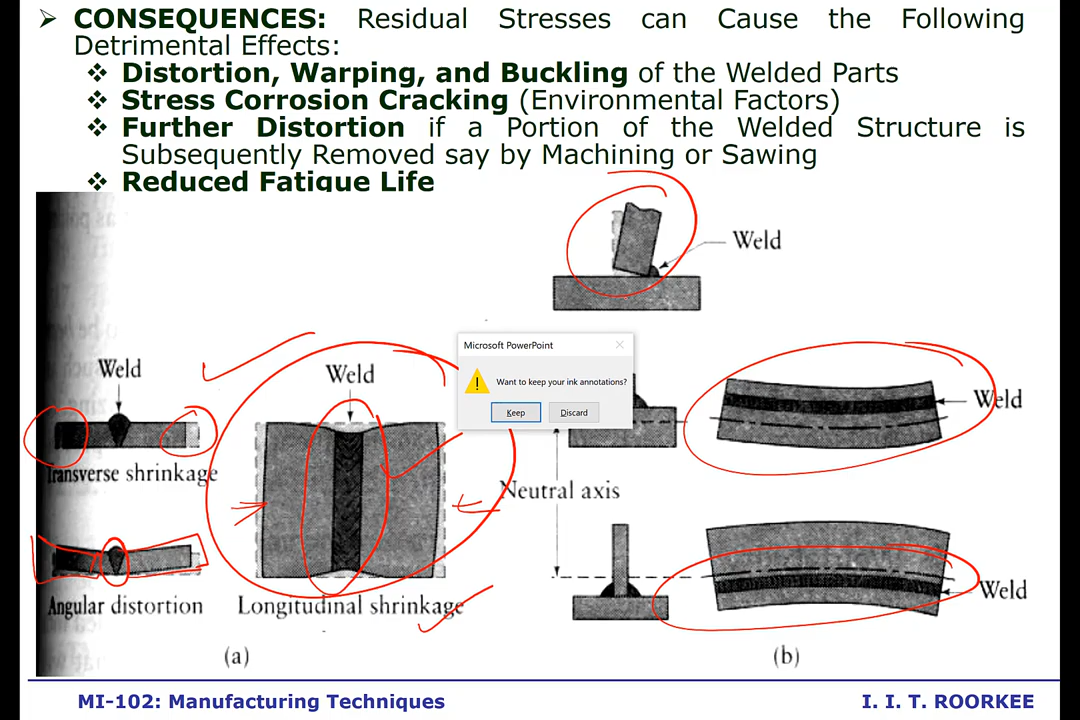 ➢ CONSEQUENCES: Residual Stresses can Cause the Following
Detrimental Effects:
❖ Distortion, Warping, and Buckling of the Welded Parts
❖ Stress Corrosion Cracking (Environmental Factors)
❖ Further Distortion if a Portion of the Welded Structure is
Subsequently Removed say by Machining or Sawing
❖ Reduced Fatigue Life
Weld
Weld
Transverse shrinkage
Angular distortion
Weld
Longitudinal shrinkage
(a)
Microsoft PowerPoint
Want to keep your ink annotations?
Keep
Discard
Weld
Neutral axis
Weld
(b)
MI-102: Manufacturing Techniques
I. I. T. ROORKEE